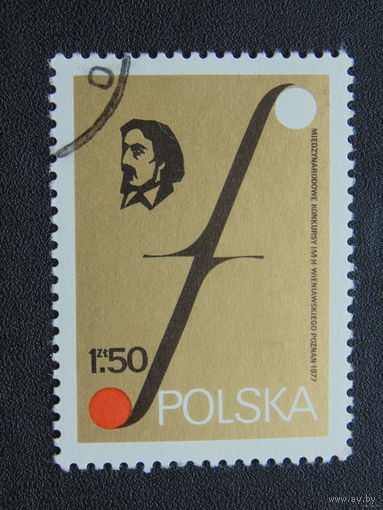 MIĘDZYNARODOWE KONKURSY IM·H·WIENIAWSKIEGO POZNAŃ·1977
1zł.50
POLSKA
www.ay.by